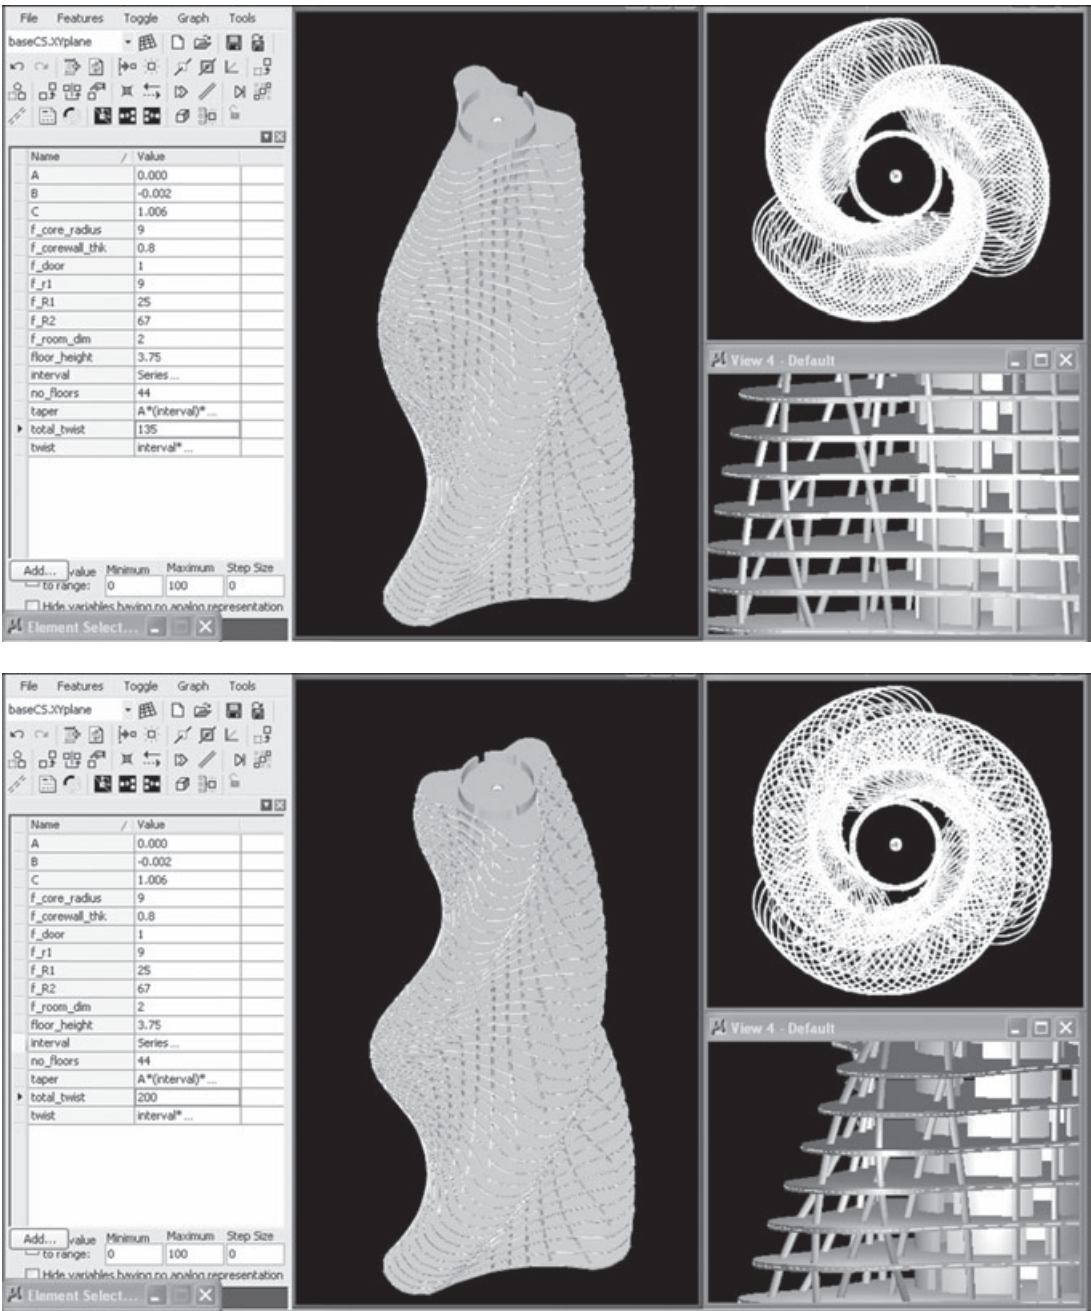 File Features Toggle Graph Tools
baseCS.XYplane
Name / Value
A 0.000
B -0.002
C 1.006
f_core_radius 9
f_corewall_thk 0.8
f_door 1
f_r1 9
f_R1 25
f_R2 67
f_room_dim 2
floor_height 3.75
interval Series...
no_floors 44
taper A*(interval)*...
total_twist 135
twist interval*...
Add... value Minimum Maximum Step Size
to range: 0 100 0
Hide variables having no analog representation
Element Select...
View 4 - Default
File Features Toggle Graph Tools
baseCS.XYplane
Name / Value
A 0.000
B -0.002
C 1.006
f_core_radius 9
f_corewall_thk 0.8
f_door 1
f_r1 9
f_R1 25
f_R2 67
f_room_dim 2
floor_height 3.75
interval Series...
no_floors 44
taper A*(interval)*...
total_twist 200
twist interval*...
Add... value Minimum Maximum Step Size
to range: 0 100 0
Hide variables having no analog representation
Element Select...
View 4 - Default